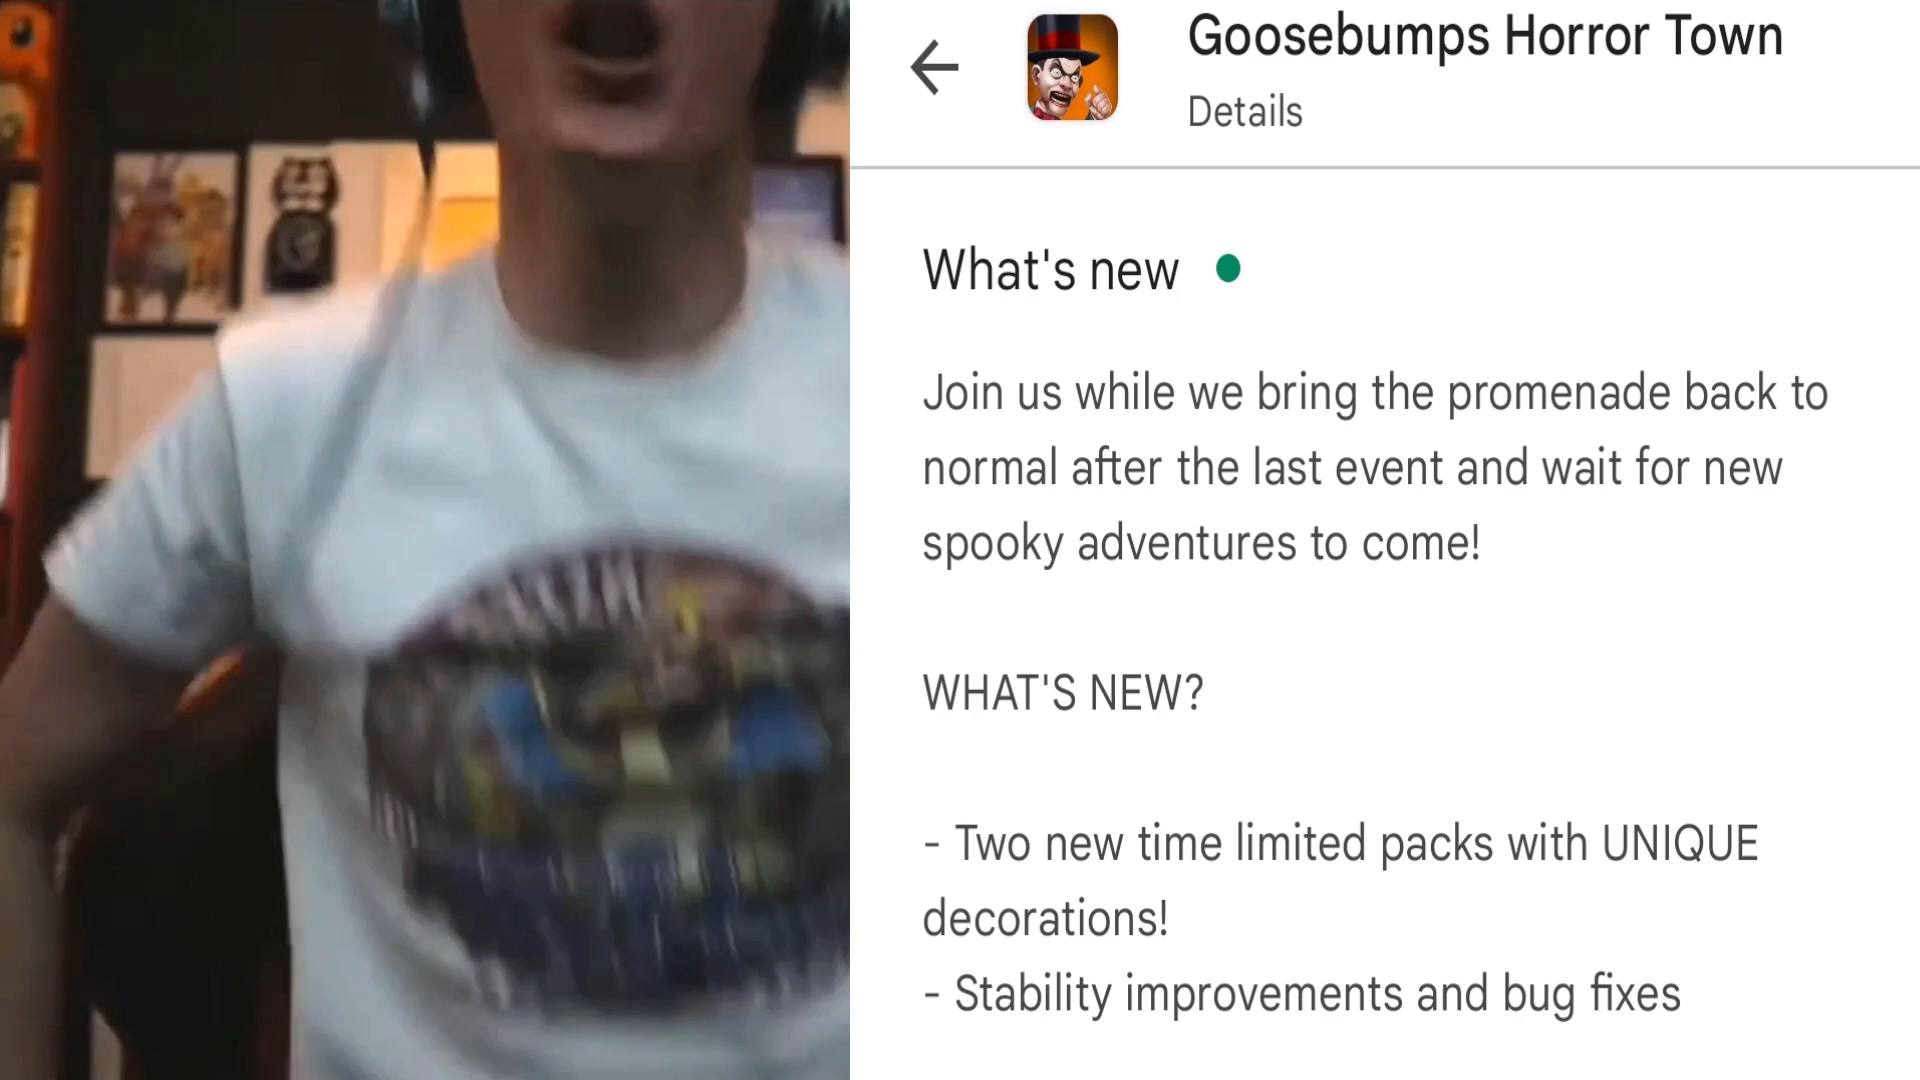 Goosebumps Horror Town
Details
What's new
Join us while we bring the promenade back to
normal after the last event and wait for new
spooky adventures to come!
WHAT'S NEW?
- Two new time limited packs with UNIQUE
decorations!
- Stability improvements and bug fixes